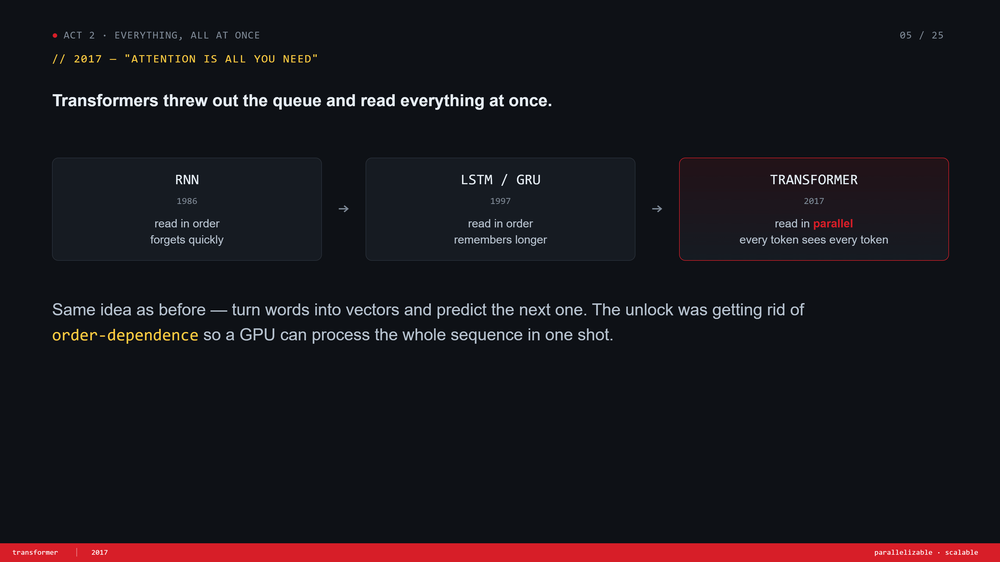 ACT 2 · EVERYTHING, ALL AT ONCE
05 / 25
// 2017 — "ATTENTION IS ALL YOU NEED"
Transformers threw out the queue and read everything at once.
RNN
1986
read in order
forgets quickly
→
LSTM / GRU
1997
read in order
remembers longer
→
TRANSFORMER
2017
read in parallel
every token sees every token
Same idea as before — turn words into vectors and predict the next one. The unlock was getting rid of
order-dependence so a GPU can process the whole sequence in one shot.
transformer | 2017
parallelizable · scalable